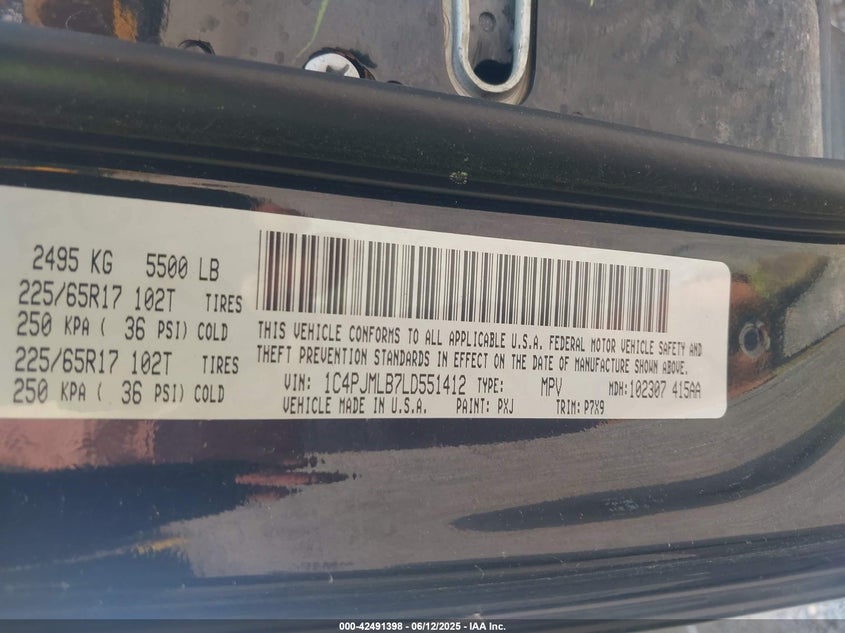 2495 KG 5500 LB
225/65R17 102T TIRES
250 KPA ( 36 PSI) COLD
225/65R17 102T TIRES
250 KPA ( 36 PSI) COLD
THIS VEHICLE CONFORMS TO ALL APPLICABLE U.S.A. FEDERAL MOTOR VEHICLE SAFETY AND
THEFT PREVENTION STANDARDS IN EFFECT ON THE DATE OF MANUFACTURE SHOWN ABOVE.
VIN: 1C4PJMLB7LD551412 TYPE: MPV MDH:102307 415AA
VEHICLE MADE IN U.S.A. PAINT: PXJ TRIM: P7X9
000-42491398 - 06/12/2025 - IAA Inc.